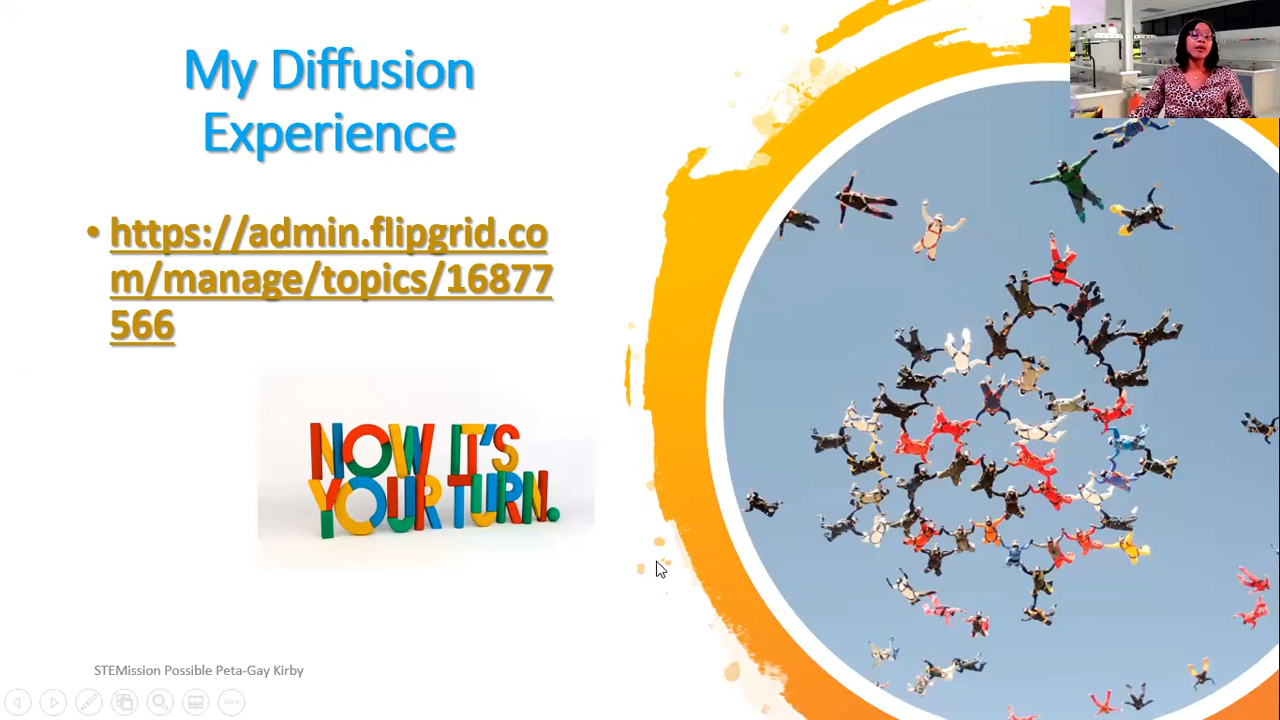 My Diffusion
Experience
• https://admin.flipgrid.co
m/manage/topics/16877
566
NOW IT'S
YOUR TURN.
STEMission Possible Peta-Gay Kirby